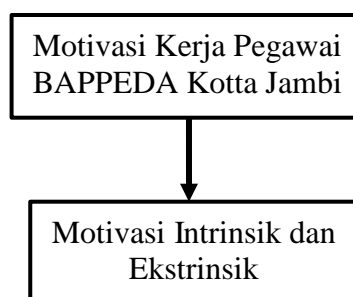 Motivasi Kerja Pegawai
BAPPEDA Kotta Jambi
Motivasi Intrinsik dan
Ekstrinsik